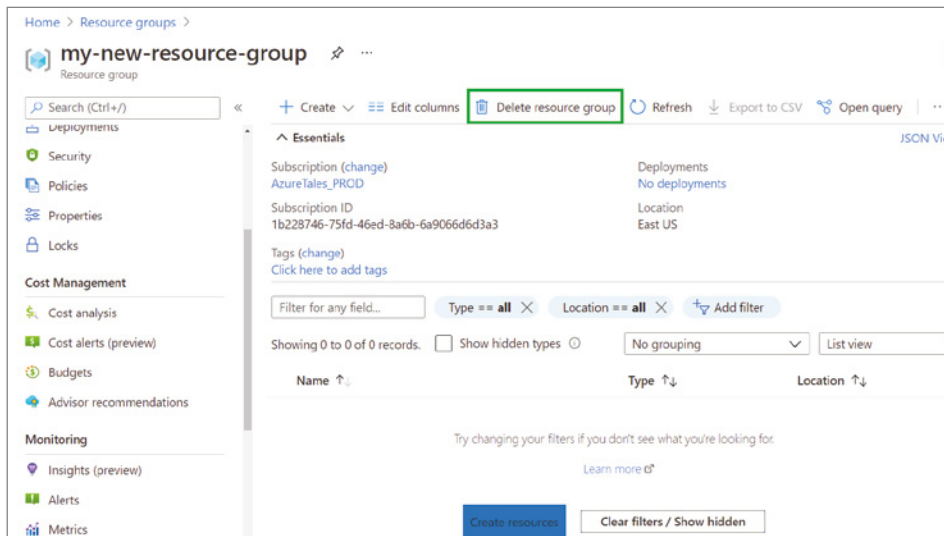 Home > Resource groups >
my-new-resource-group
Resource group
Search (Ctrl+/)
«
Create
Edit columns
Delete resource group
Refresh
Export to CSV
Open query
Deployments
Security
Policies
Properties
Locks
Cost Management
Cost analysis
Cost alerts (preview)
Budgets
Advisor recommendations
Monitoring
Insights (preview)
Alerts
Metrics
Essentials
JSON Vi
Subscription (change)
AzureTales_PROD
Subscription ID
1b228746-75fd-46ed-8a6b-6a9066d6d3a3
Deployments
No deployments
Location
East US
Tags (change)
Click here to add tags
Filter for any field...
Type == all
Location == all
Add filter
Showing 0 to 0 of 0 records.
Show hidden types
No grouping
List view
Name ↑↓
Type ↑↓
Location ↑↓
Try changing your filters if you don't see what you're looking for.
Learn more
Create resources
Clear filters / Show hidden